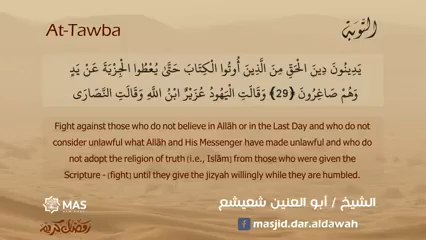 At-Tawba
التوبة
يَدِينُونَ دِينَ الْحَقِّ مِنَ الَّذِينَ أُوتُوا الْكِتَابَ حَتَّىٰ يُعْطُوا الْجِزْيَةَ عَنْ يَدٍ
وَهُمْ صَاغِرُونَ ﴿29﴾ وَقَالَتِ الْيَهُودُ عُزَيْرٌ ابْنُ اللَّهِ وَقَالَتِ النَّصَارَى
Fight against those who do not believe in Allāh or in the Last Day and who do not
consider unlawful what Allāh and His Messenger have made unlawful and who do
not adopt the religion of truth [i.e., Islām] from those who were given the
Scripture - [fight] until they give the jizyah willingly while they are humbled.
الشيخ / أبو العنين شعيشع
MAS
masjid.dar.aldawah
رمضان كريم